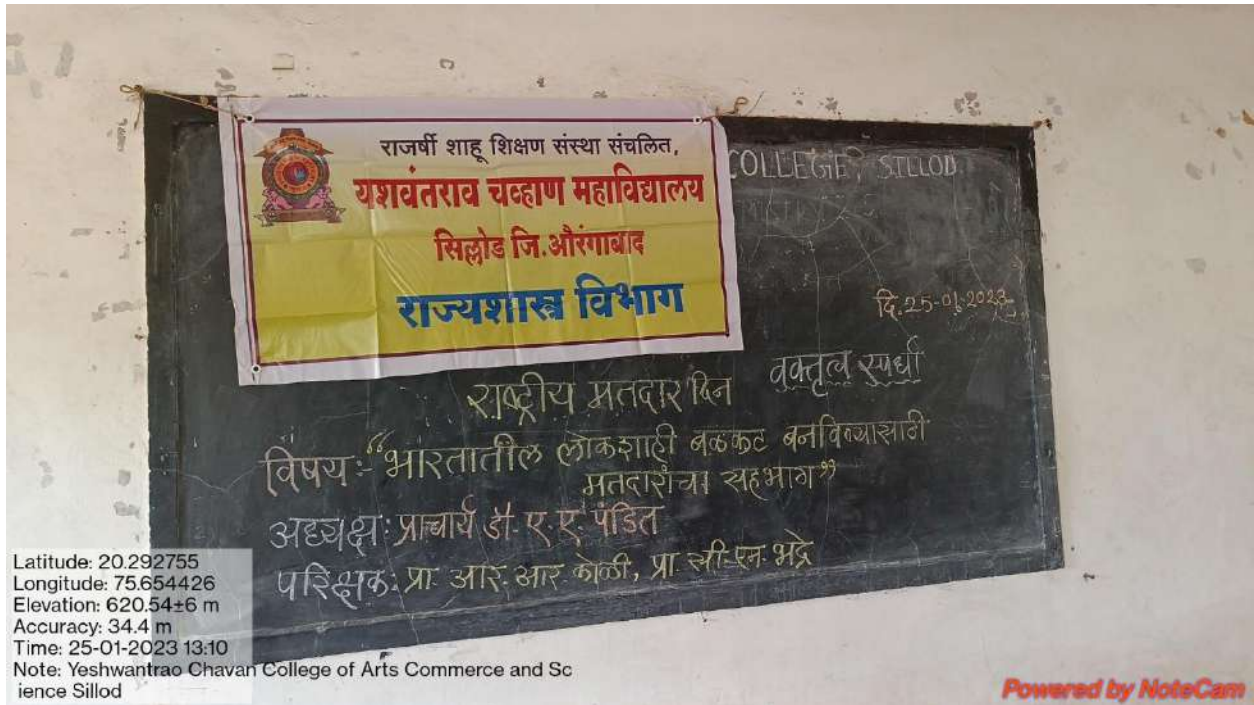 राजर्षी शाहू शिक्षण संस्था संचलित,
यशवंतराव चव्हाण महाविद्यालय
सिल्लोड जि.औरंगाबाद
राज्यशास्त्र विभाग
COLLEGE, SILLOD
दि.25-01-2023
राष्ट्रीय मतदार दिन वक्तृत्व स्पर्धा
विषय:- "भारतातील लोकशाही बळकट बनविण्यासाठी
मतदारांचा सहभाग"
अध्यक्ष: प्राचार्य डॉ. ए. ए. पंडित
परिक्षक: प्रा. आर. आर. कोळी, प्रा. सी. एन. भद्रे
Latitude: 20.292755
Longitude: 75.654426
Elevation: 620.54±6 m
Accuracy: 34.4 m
Time: 25-01-2023 13:10
Note: Yeshwantrao Chavan College of Arts Commerce and Sc
ience Sillod
Powered by NoteCam